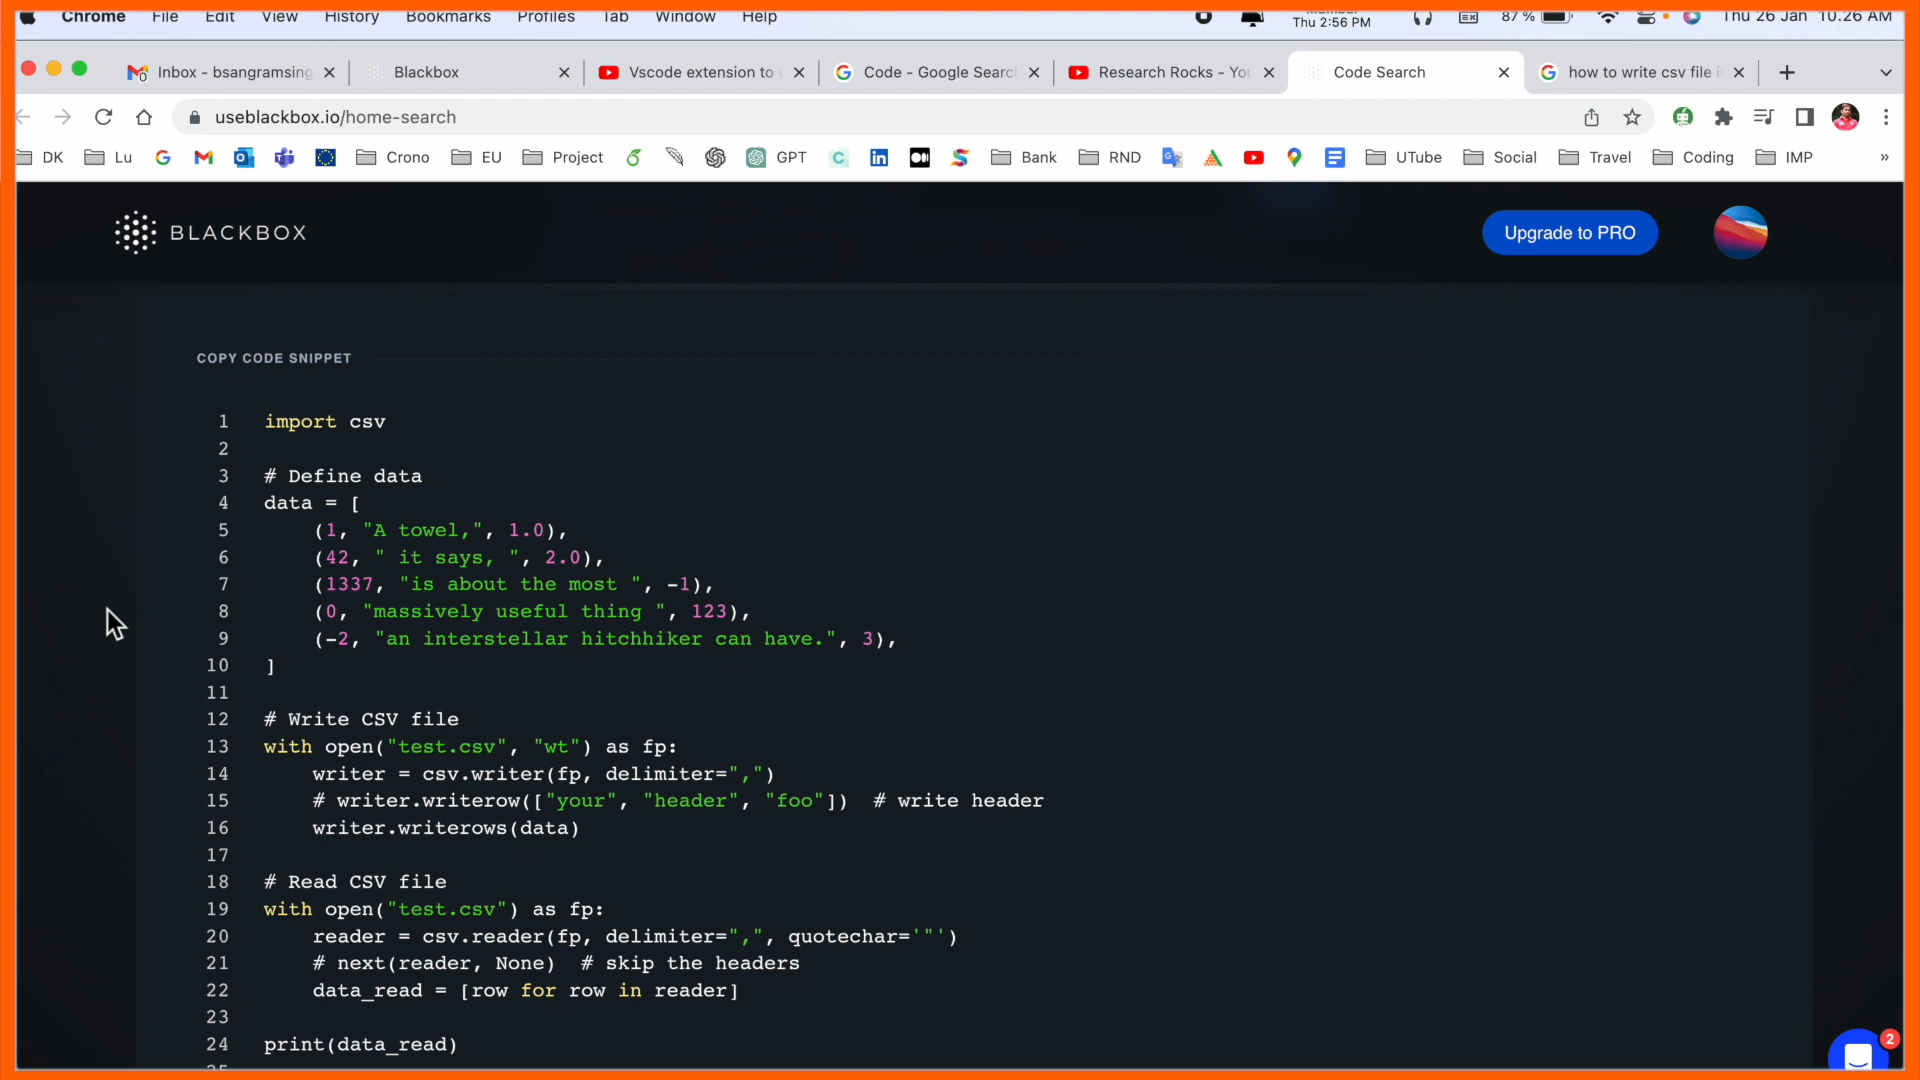 Chrome File Edit View History Bookmarks Profiles Tab Window Help Thu 2:56 PM 87 % Thu 26 Jan 10.26 AM
Inbox - bsangramsing Blackbox Vscode extension to Code - Google Searc Research Rocks - You Code Search how to write csv file i
useblackbox.io/home-search
DK Lu Crono EU Project GPT Bank RND UTube Social Travel Coding IMP »
BLACKBOX Upgrade to PRO
COPY CODE SNIPPET
1 import csv
2
3 # Define data
4 data = [
5 (1, "A towel,", 1.0),
6 (42, " it says, ", 2.0),
7 (1337, "is about the most ", -1),
8 (0, "massively useful thing ", 123),
9 (-2, "an interstellar hitchhiker can have.", 3),
10 ]
11
12 # Write CSV file
13 with open("test.csv", "wt") as fp:
14 writer = csv.writer(fp, delimiter=",")
15 # writer.writerow(["your", "header", "foo"]) # write header
16 writer.writerows(data)
17
18 # Read CSV file
19 with open("test.csv") as fp:
20 reader = csv.reader(fp, delimiter=",", quotechar='"')
21 # next(reader, None) # skip the headers
22 data_read = [row for row in reader]
23
24 print(data_read)
2